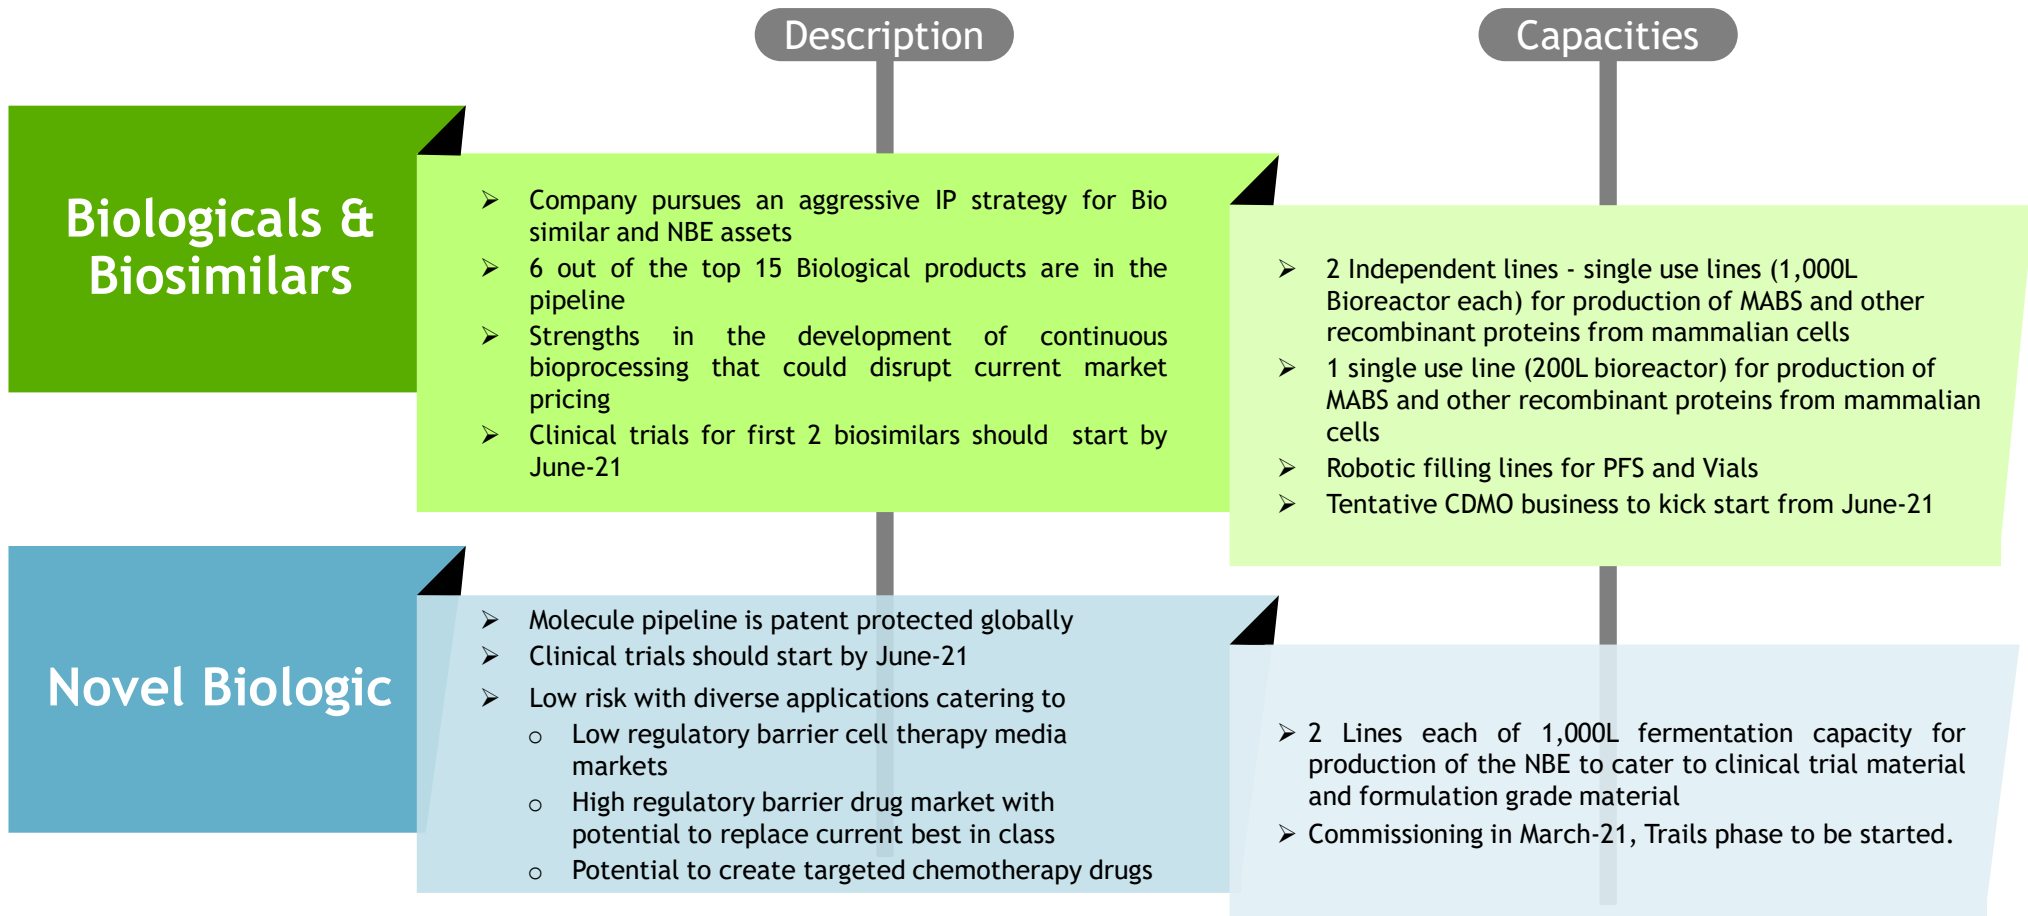 Description
Capacities
Biologicals &
Biosimilars
➢ Company pursues an aggressive IP strategy for Bio
similar and NBE assets
➢ 6 out of the top 15 Biological products are in the
pipeline
➢ Strengths in the development of continuous
bioprocessing that could disrupt current market
pricing
➢ Clinical trials for first 2 biosimilars should start by
June-21
➢ 2 Independent lines - single use lines (1,000L
Bioreactor each) for production of MABS and other
recombinant proteins from mammalian cells
➢ 1 single use line (200L bioreactor) for production of
MABS and other recombinant proteins from mammalian
cells
➢ Robotic filling lines for PFS and Vials
➢ Tentative CDMO business to kick start from June-21
Novel Biologic
➢ Molecule pipeline is patent protected globally
➢ Clinical trials should start by June-21
➢ Low risk with diverse applications catering to
o Low regulatory barrier cell therapy media
markets
o High regulatory barrier drug market with
potential to replace current best in class
o Potential to create targeted chemotherapy drugs
➢ 2 Lines each of 1,000L fermentation capacity for
production of the NBE to cater to clinical trial material
and formulation grade material
➢ Commissioning in March-21, Trails phase to be started.